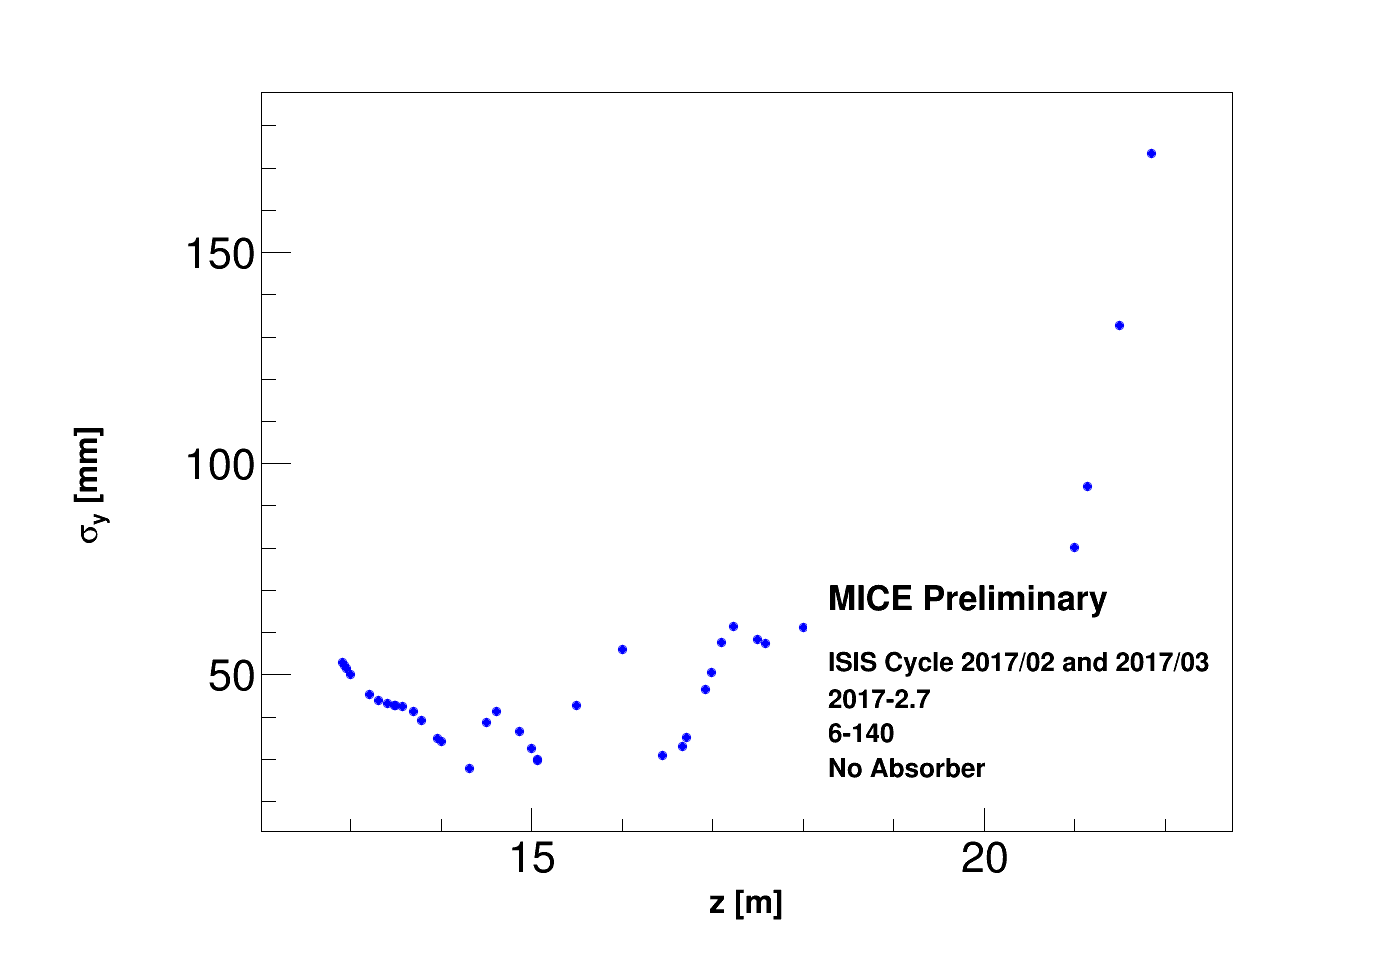 150
100
50
σy [mm]
MICE Preliminary
ISIS Cycle 2017/02 and 2017/03
2017-2.7
6-140
No Absorber
15
20
z [m]